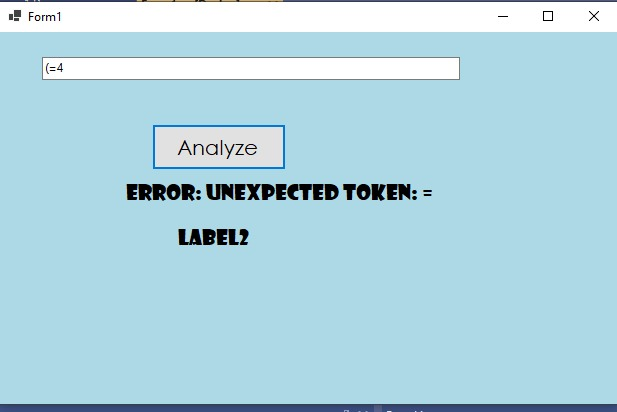 Form1
(=4
Analyze
ERROR: UNEXPECTED TOKEN: =
LABEL2